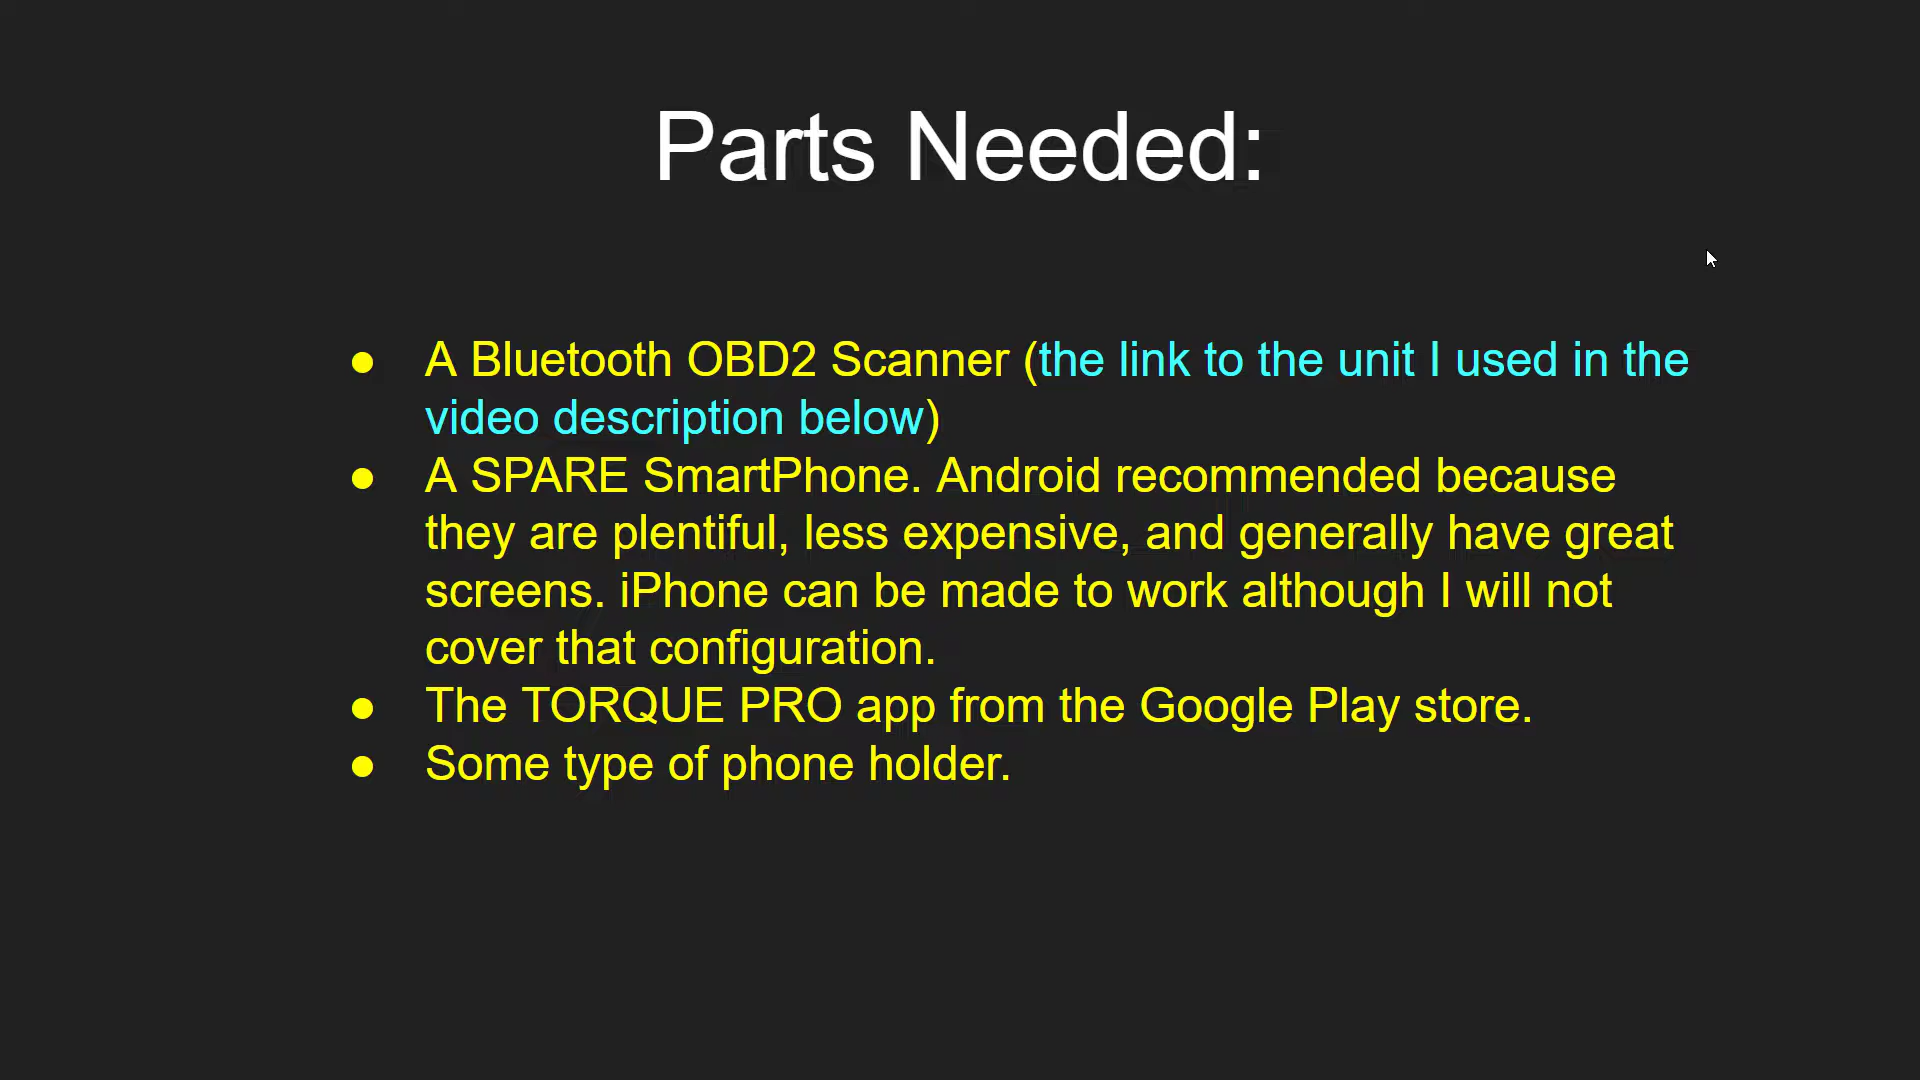 Parts Needed:
● A Bluetooth OBD2 Scanner (the link to the unit I used in the
video description below)
● A SPARE SmartPhone. Android recommended because
they are plentiful, less expensive, and generally have great
screens. iPhone can be made to work although I will not
cover that configuration.
● The TORQUE PRO app from the Google Play store.
● Some type of phone holder.